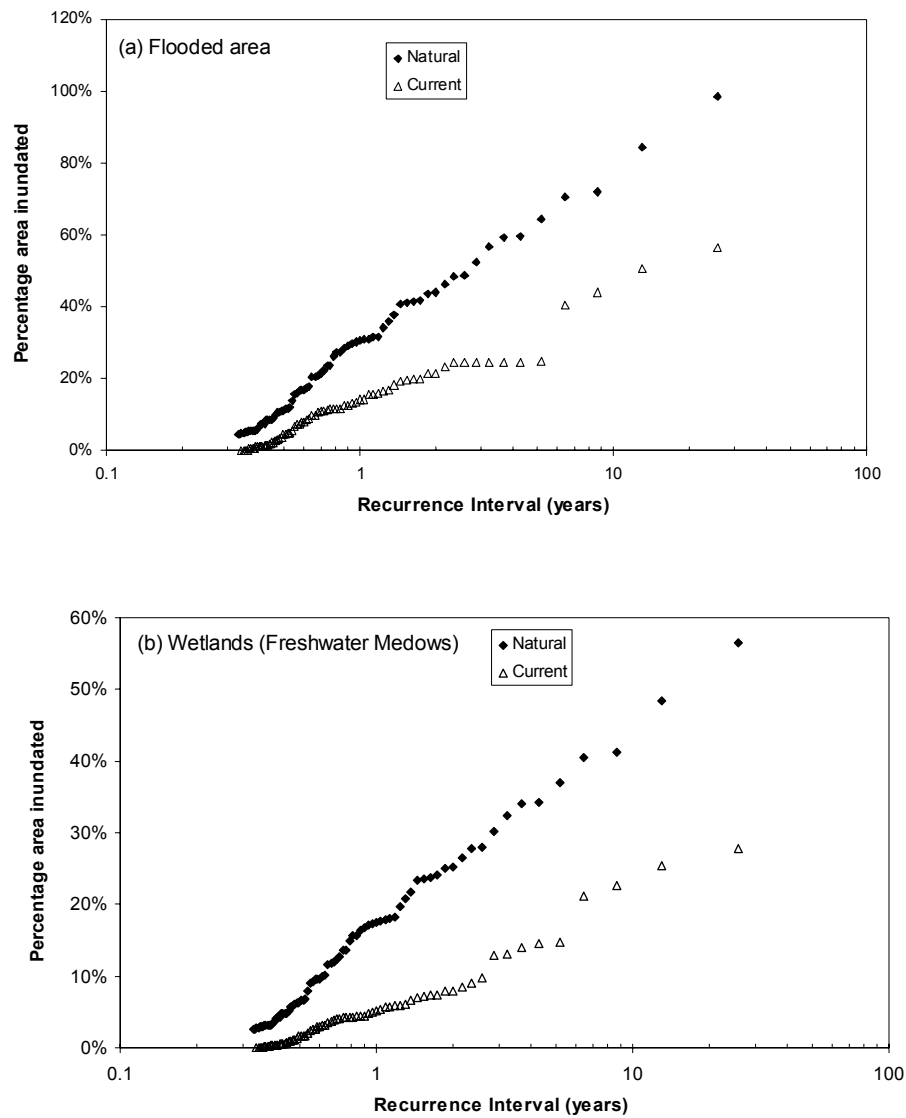 (a) Flooded area
Natural
Current
120%
100%
80%
60%
40%
20%
0%
Percentage area inundated
0.1 1 10 100
Recurrence Interval (years)
(b) Wetlands (Freshwater Medows)
Natural
Current
60%
50%
40%
30%
20%
10%
0%
Percentage area inundated
0.1 1 10 100
Recurrence Interval (years)